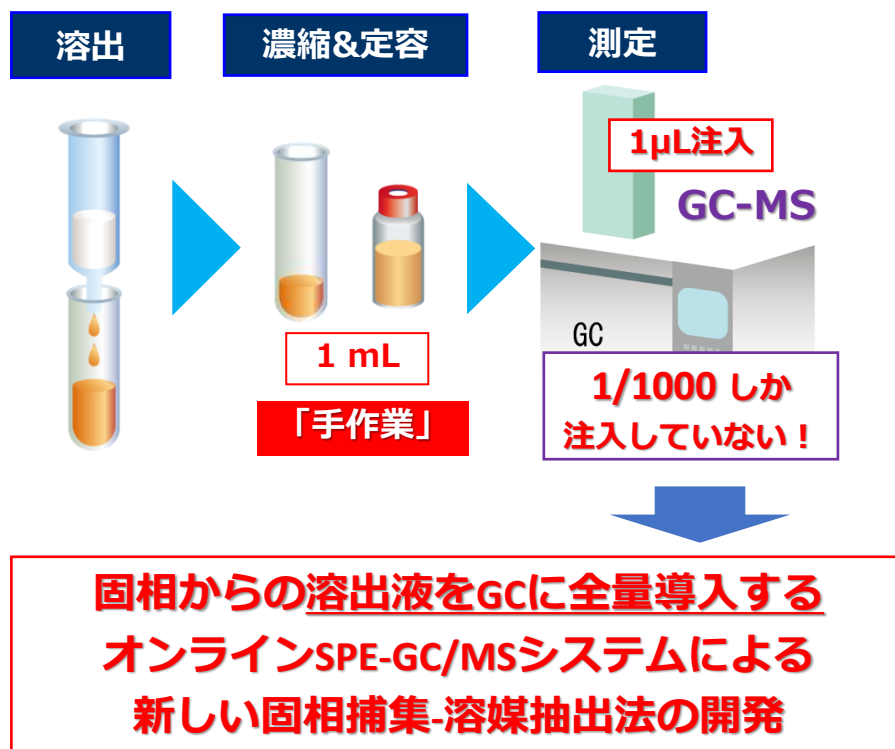 溶出
濃縮&定容
測定
1μL注入
GC-MS
GC
1 mL
「手作業」
1/1000 しか
注入していない！
固相からの溶出液をGCに全量導入する
オンラインSPE-GC/MSシステムによる
新しい固相捕集-溶媒抽出法の開発